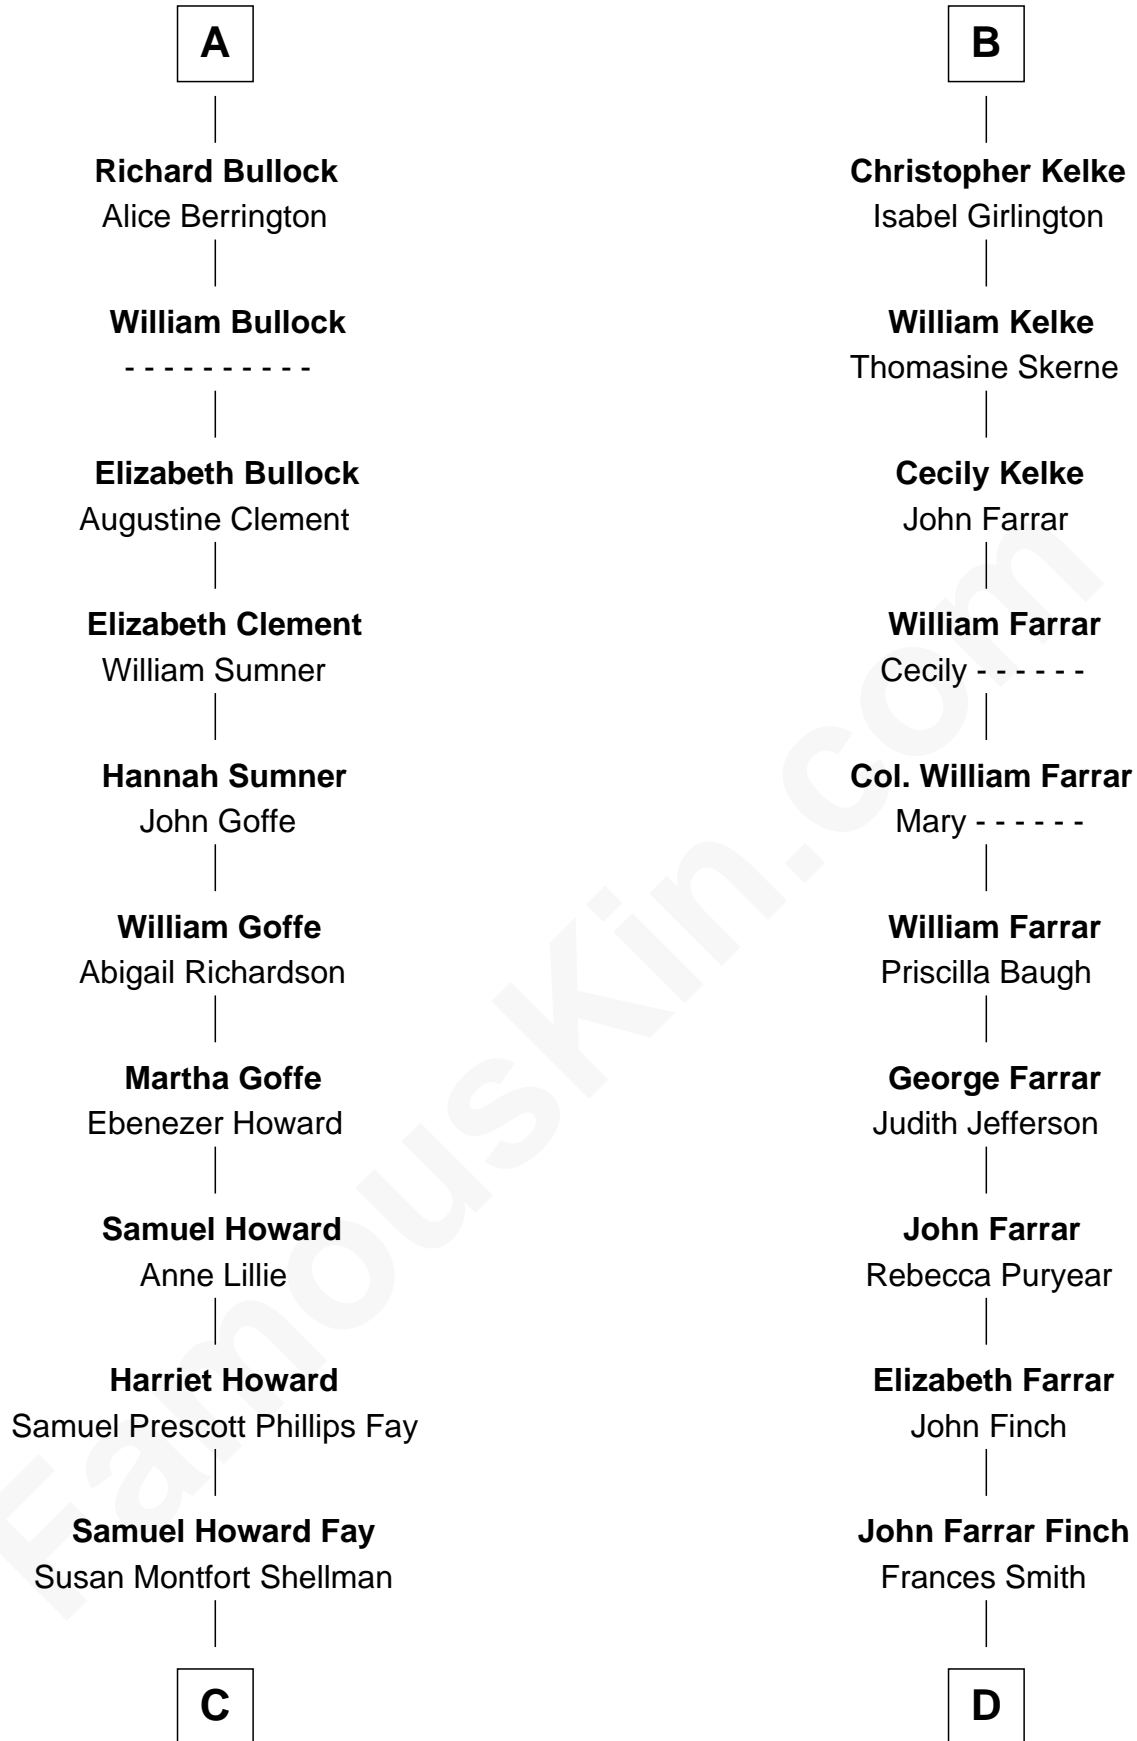 A
Richard Bullock
Alice Berrington
William Bullock
- - - - - - - - - -
Elizabeth Bullock
Augustine Clement
Elizabeth Clement
William Sumner
Hannah Sumner
John Goffe
William Goffe
Abigail Richardson
Martha Goffe
Ebenezer Howard
Samuel Howard
Anne Lillie
Harriet Howard
Samuel Prescott Phillips Fay
Samuel Howard Fay
Susan Montfort Shellman
C
B
Christopher Kelke
Isabel Girlington
William Kelke
Thomasine Skerne
Cecily Kelke
John Farrar
William Farrar
Cecily - - - - - -
Col. William Farrar
Mary - - - - - -
William Farrar
Priscilla Baugh
George Farrar
Judith Jefferson
John Farrar
Rebecca Puryear
Elizabeth Farrar
John Finch
John Farrar Finch
Frances Smith
D
FamousKin.com